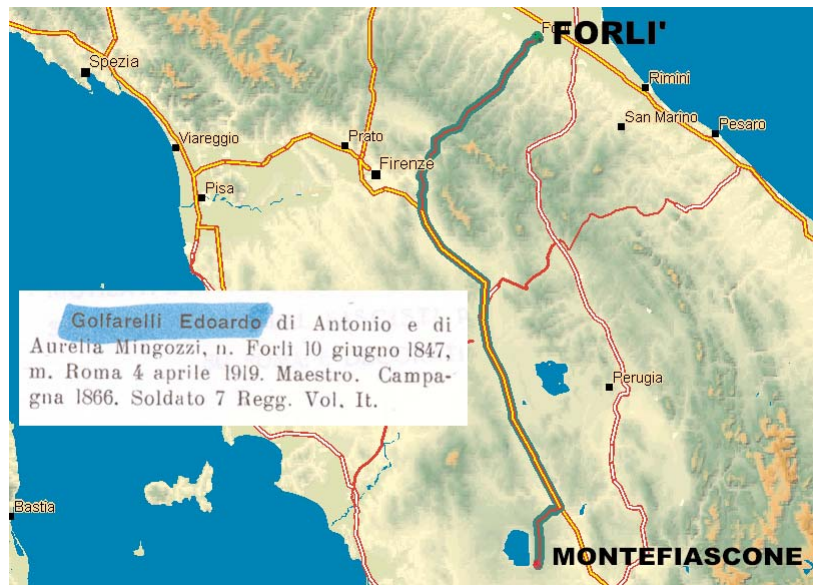 FORLI'
Spezia
Rimini
San Marino
Pesaro
Viareggio
Prato
Firenze
Pisa
Golfarelli Edoardo di Antonio e di
Aurelia Mingozzi, n. Forlì 10 giugno 1847,
m. Roma 4 aprile 1919. Maestro. Campa-
gna 1866. Soldato 7 Regg. Vol. It.
Perugia
Bastia
MONTEFIASCONE